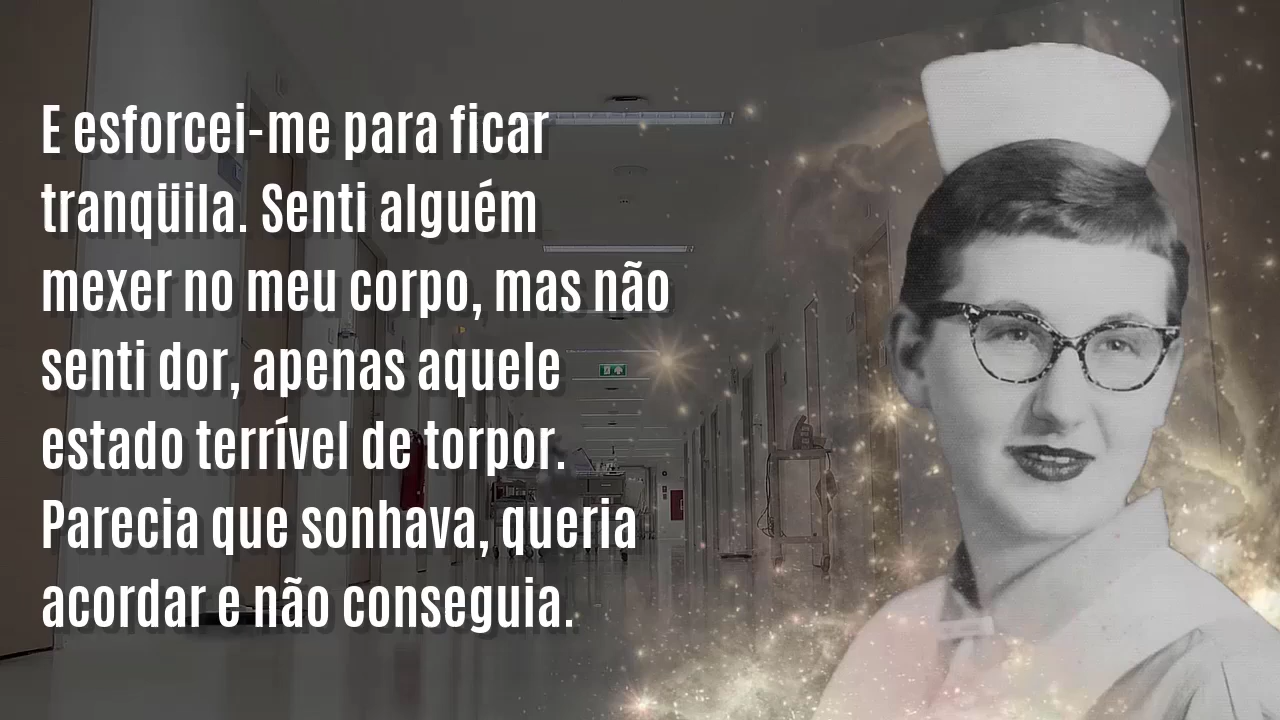 E esforcei-me para ficar
tranqüila. Senti alguém
mexer no meu corpo, mas não
senti dor, apenas aquele
estado terrível de torpor.
Parecia que sonhava, queria
acordar e não conseguia.